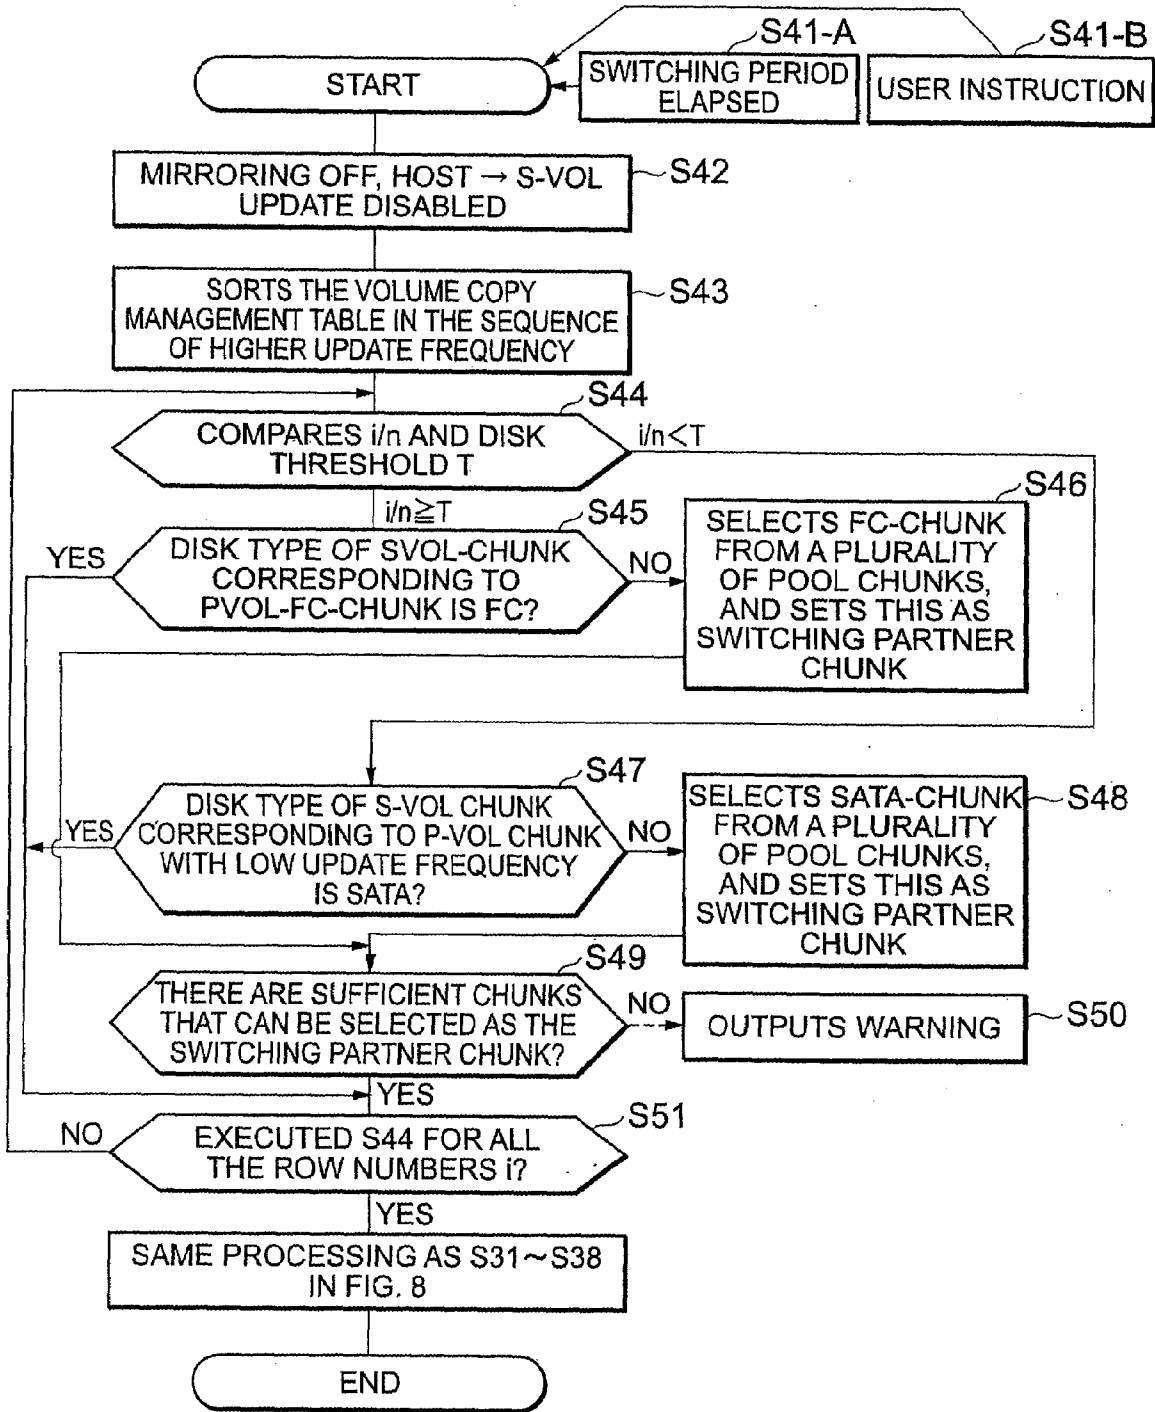 S41-A
S41-B
START
SWITCHING PERIOD
ELAPSED
USER INSTRUCTION
MIRRORING OFF, HOST → S-VOL
UPDATE DISABLED
S42
SORTS THE VOLUME COPY
MANAGEMENT TABLE IN THE SEQUENCE
OF HIGHER UPDATE FREQUENCY
S43
S44
COMPARES i/n AND DISK
THRESHOLD T
i/n<T
i/n≧T
S45
YES
DISK TYPE OF SVOL-CHUNK
CORRESPONDING TO
PVOL-FC-CHUNK IS FC?
NO
S46
SELECTS FC-CHUNK
FROM A PLURALITY
OF POOL CHUNKS,
AND SETS THIS AS
SWITCHING PARTNER
CHUNK
S47
YES
DISK TYPE OF S-VOL CHUNK
CORRESPONDING TO P-VOL CHUNK
WITH LOW UPDATE FREQUENCY
IS SATA?
NO
S48
SELECTS SATA-CHUNK
FROM A PLURALITY
OF POOL CHUNKS,
AND SETS THIS AS
SWITCHING PARTNER
CHUNK
S49
THERE ARE SUFFICIENT CHUNKS
THAT CAN BE SELECTED AS THE
SWITCHING PARTNER CHUNK?
NO
OUTPUTS WARNING
S50
YES
S51
NO
EXECUTED S44 FOR ALL
THE ROW NUMBERS i?
YES
SAME PROCESSING AS S31~S38
IN FIG. 8
END